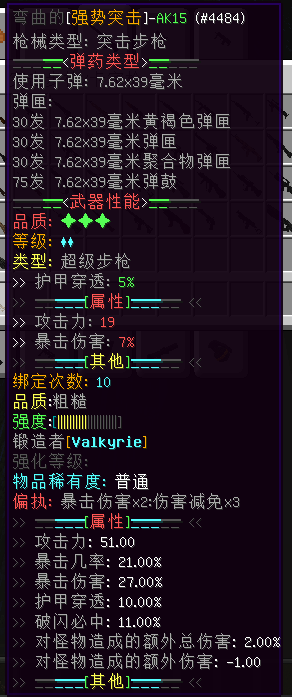 弯曲的[强势突击]-AK15 (#4484)
枪械类型: 突击步枪
<弹药类型>
使用子弹: 7.62x39毫米
弹匣:
30发 7.62x39毫米黄褐色弹匣
30发 7.62x39毫米弹匣
30发 7.62x39毫米聚合物弹匣
75发 7.62x39毫米弹鼓
<武器性能>
品质: ✦✦✦
等级: ♦♦
类型: 超级步枪
>> 护甲穿透: 5%
>> ━━━[属性]━━━ <<
>> 攻击力: 19
>> 暴击伤害: 7%
>> ━━━[其他]━━━ <<
绑定次数: 10
品质:粗糙
强度:[||||||||||||||||||||]
锻造者[Valkyrie]
强化等级:
物品稀有度: 普通
偏执: 暴击伤害x2:伤害减免x3
>> ━━━[属性]━━━ <<
>> 攻击力: 51.00
>> 暴击几率: 21.00%
>> 暴击伤害: 27.00%
>> 护甲穿透: 10.00%
>> 破闪必中: 11.00%
>> 对怪物造成的额外总伤害: 2.00%
>> 对怪物造成的额外伤害: -1.00
>> ━━━[其他]━━━ <<